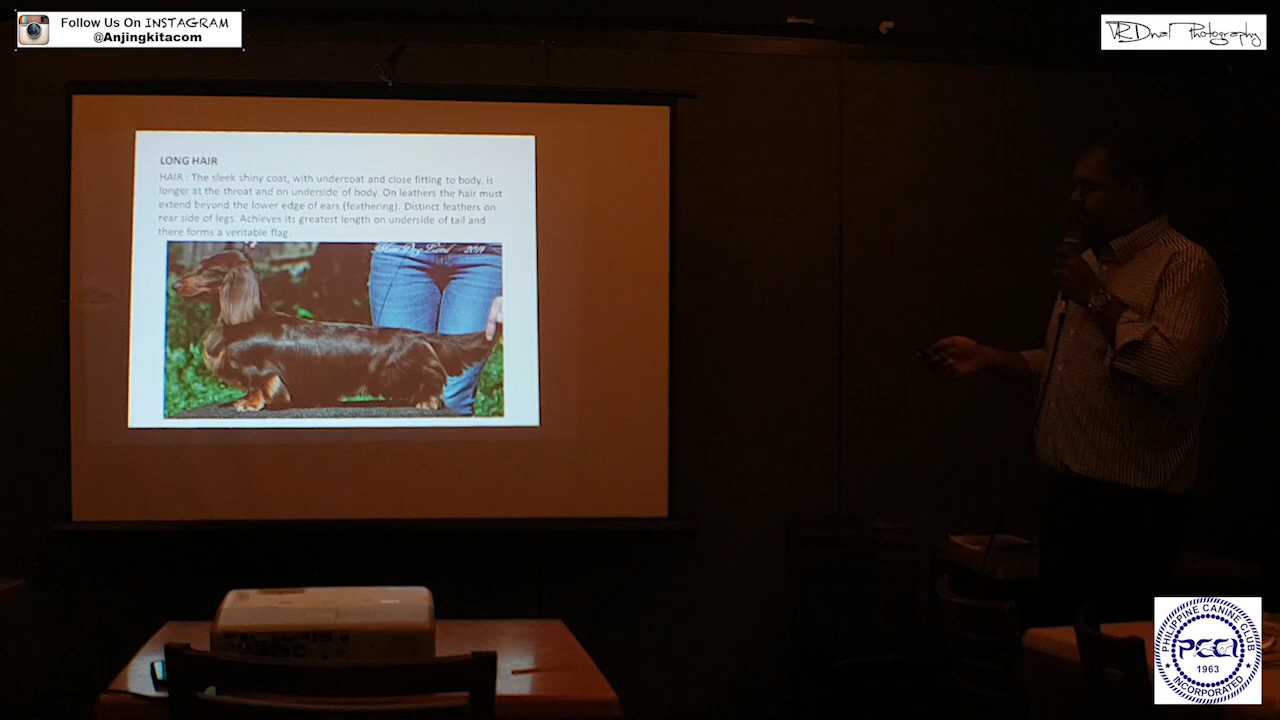 Follow Us On INSTAGRAM
@Anjingkitacom
VRDnal Photography
LONG HAIR
HAIR : The sleek shiny coat, with undercoat and close fitting to body, is
longer at the throat and on underside of body. On leathers the hair must
extend beyond the lower edge of ears (feathering). Distinct feathers on
rear side of legs. Achieves its greatest length on underside of tail and
there forms a veritable flag
2014
PHILIPPINE CANINE CLUB
PCCI
1963
INCORPORATED